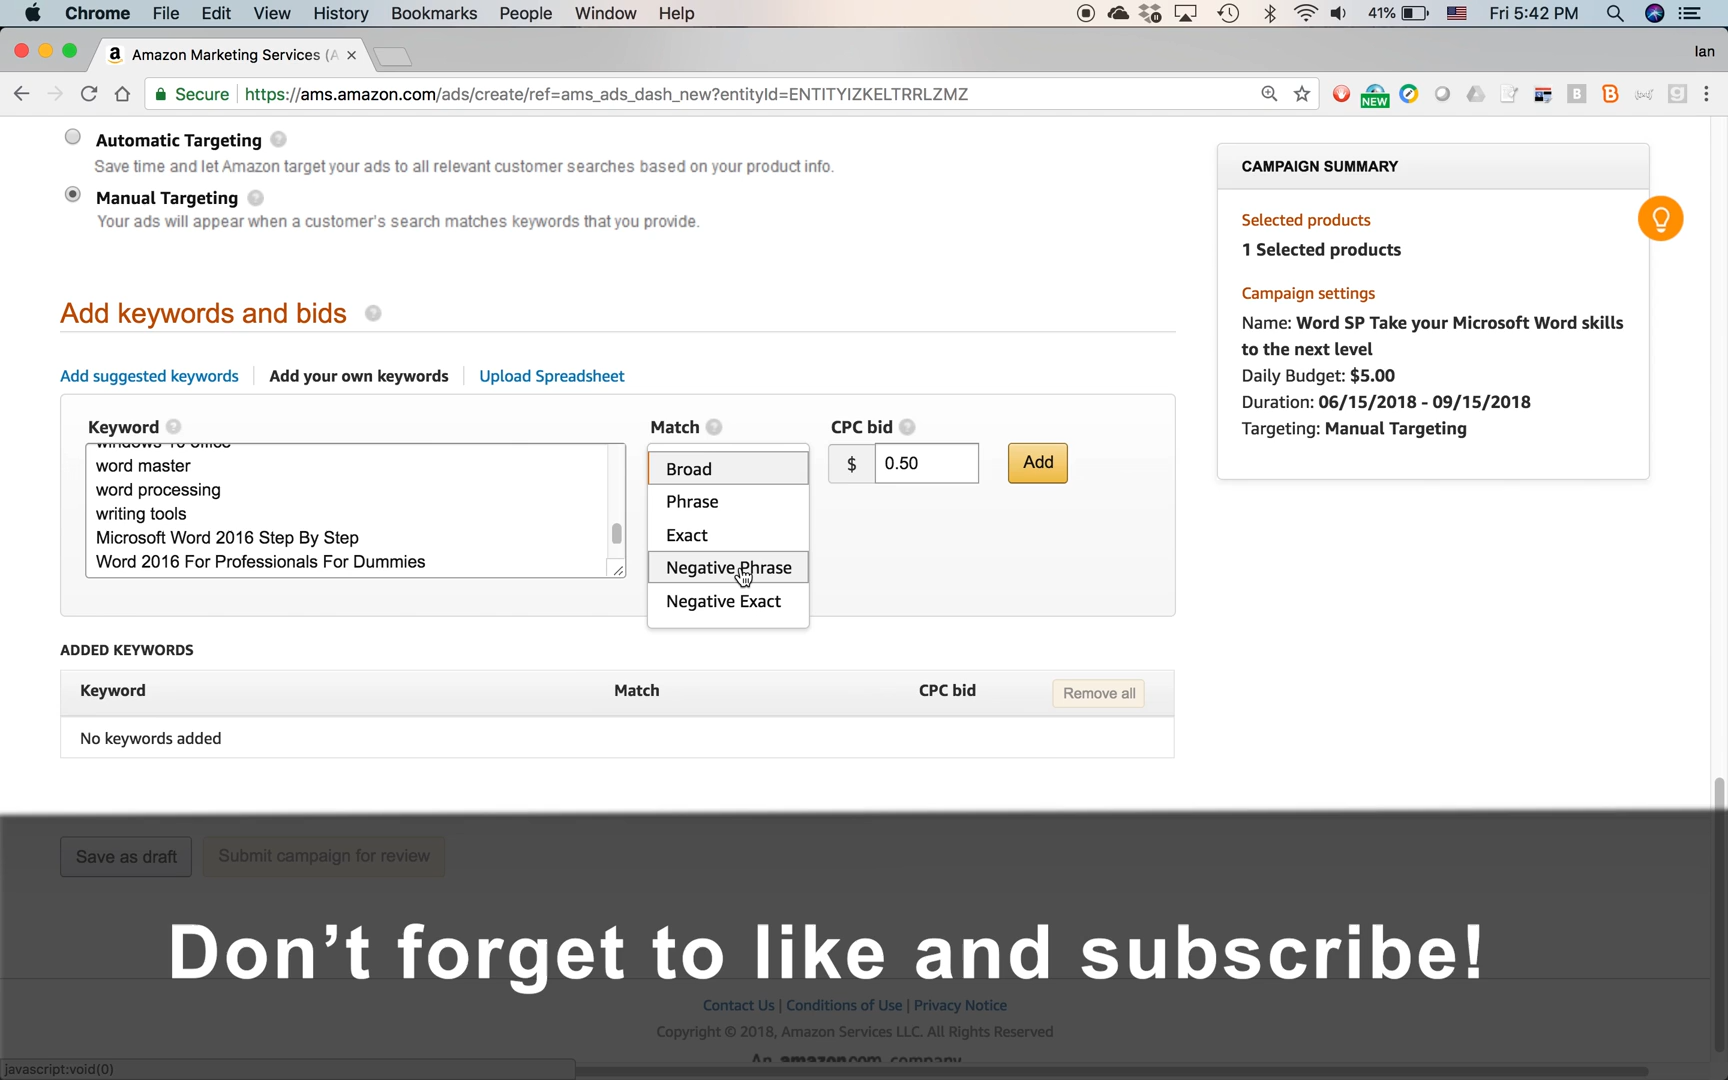 Chrome File Edit View History Bookmarks People Window Help 41% Fri 5:42 PM
a Amazon Marketing Services (A × Ian
Secure https://ams.amazon.com/ads/create/ref=ams_ads_dash_new?entityId=ENTITYIZKELTRRLZMZ NEW B g
Automatic Targeting ?
Save time and let Amazon target your ads to all relevant customer searches based on your product info.
Manual Targeting ?
Your ads will appear when a customer's search matches keywords that you provide.
CAMPAIGN SUMMARY
Selected products
1 Selected products
Campaign settings
Name: Word SP Take your Microsoft Word skills
to the next level
Daily Budget: $5.00
Duration: 06/15/2018 - 09/15/2018
Targeting: Manual Targeting
Add keywords and bids ?
Add suggested keywords Add your own keywords Upload Spreadsheet
Keyword ? Match ? CPC bid ?
windows 10 office
word master
word processing
writing tools
Microsoft Word 2016 Step By Step
Word 2016 For Professionals For Dummies
Broad
Phrase
Exact
Negative Phrase
Negative Exact
$ 0.50 Add
ADDED KEYWORDS
Keyword Match CPC bid Remove all
No keywords added
Save as draft Submit campaign for review
Don't forget to like and subscribe!
Contact Us | Conditions of Use | Privacy Notice
Copyright © 2018, Amazon Services LLC. All Rights Reserved
An amazon.com company
javascript:void(0)